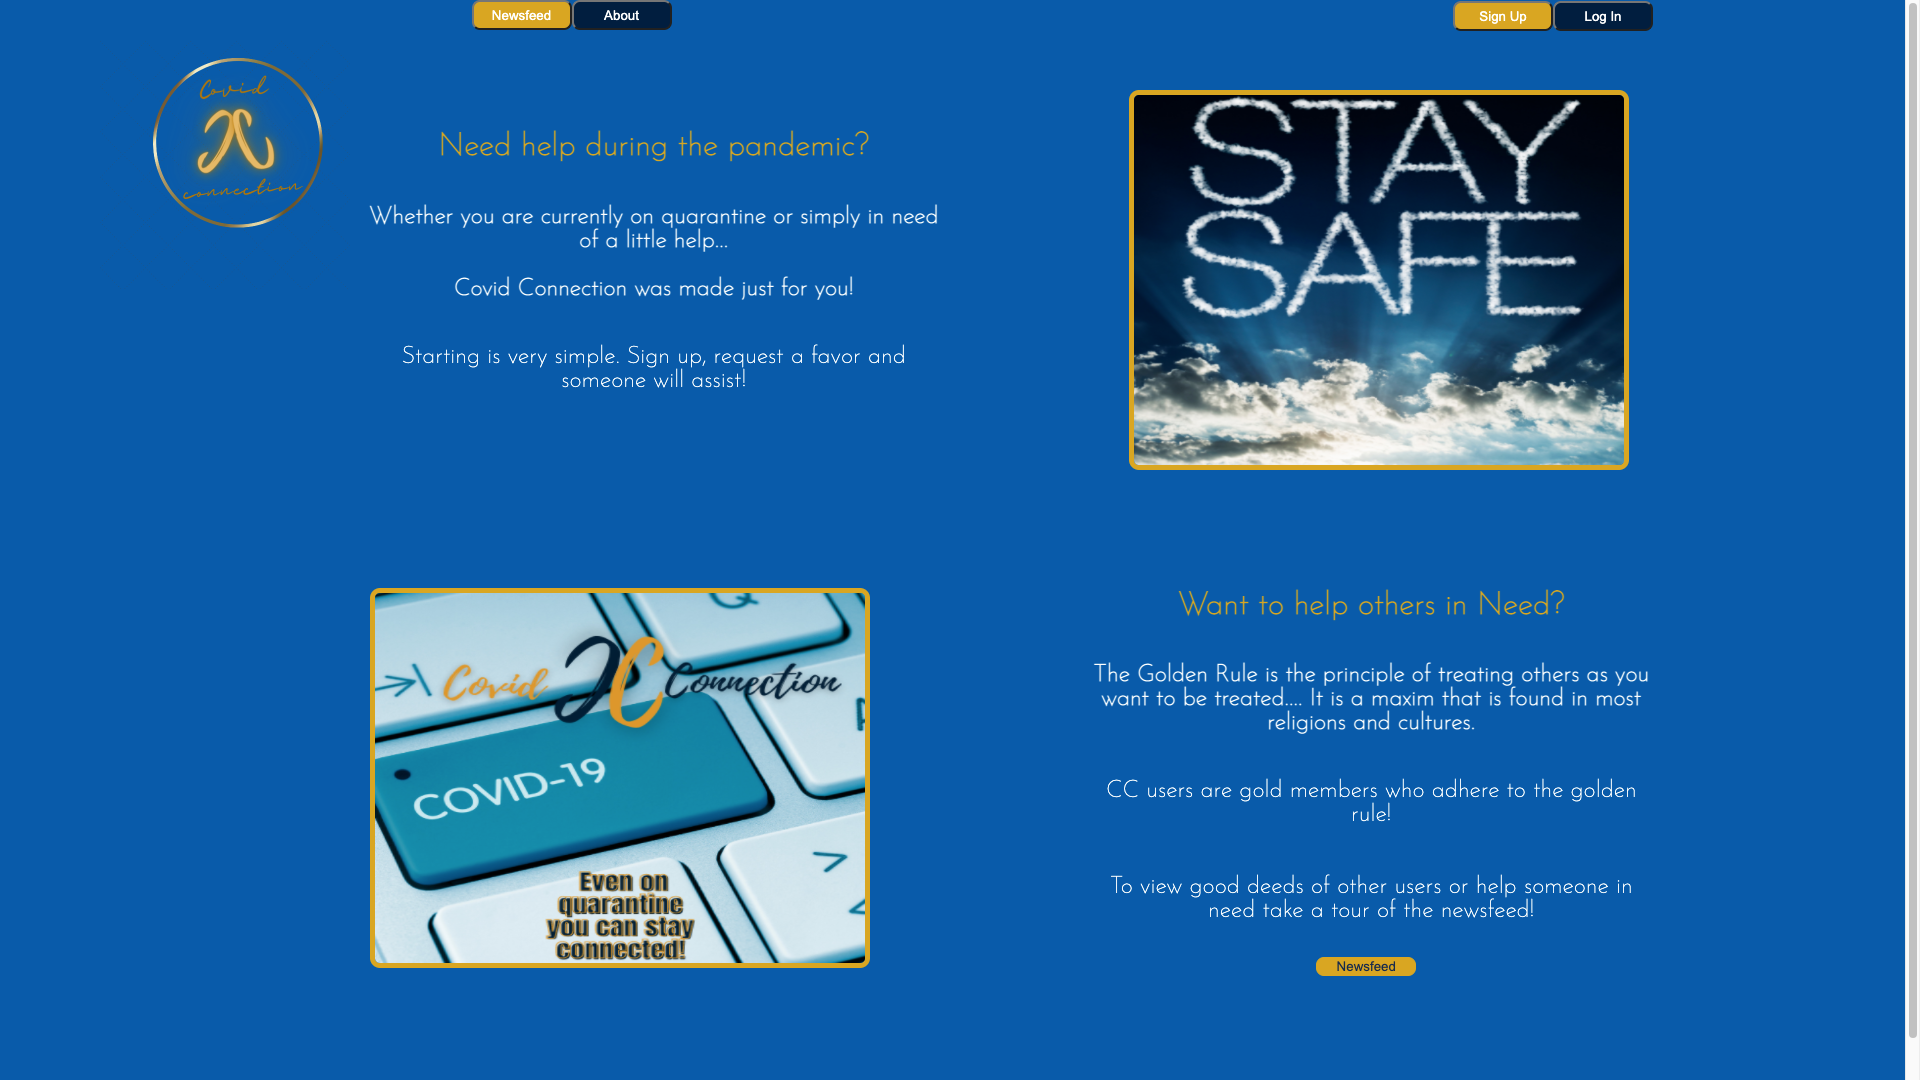 Newsfeed
About
Sign Up
Log In
Covid
CC
connection
Need help during the pandemic?
Whether you are currently on quarantine or simply in need
of a little help...
Covid Connection was made just for you!
Starting is very simple. Sign up, request a favor and
someone will assist!
STAY
SAFE
Q
Covid CC Connection
COVID-19
Even on
quarantine
you can stay
connected!
Want to help others in Need?
The Golden Rule is the principle of treating others as you
want to be treated.... It is a maxim that is found in most
religions and cultures.
CC users are gold members who adhere to the golden
rule!
To view good deeds of other users or help someone in
need take a tour of the newsfeed!
Newsfeed